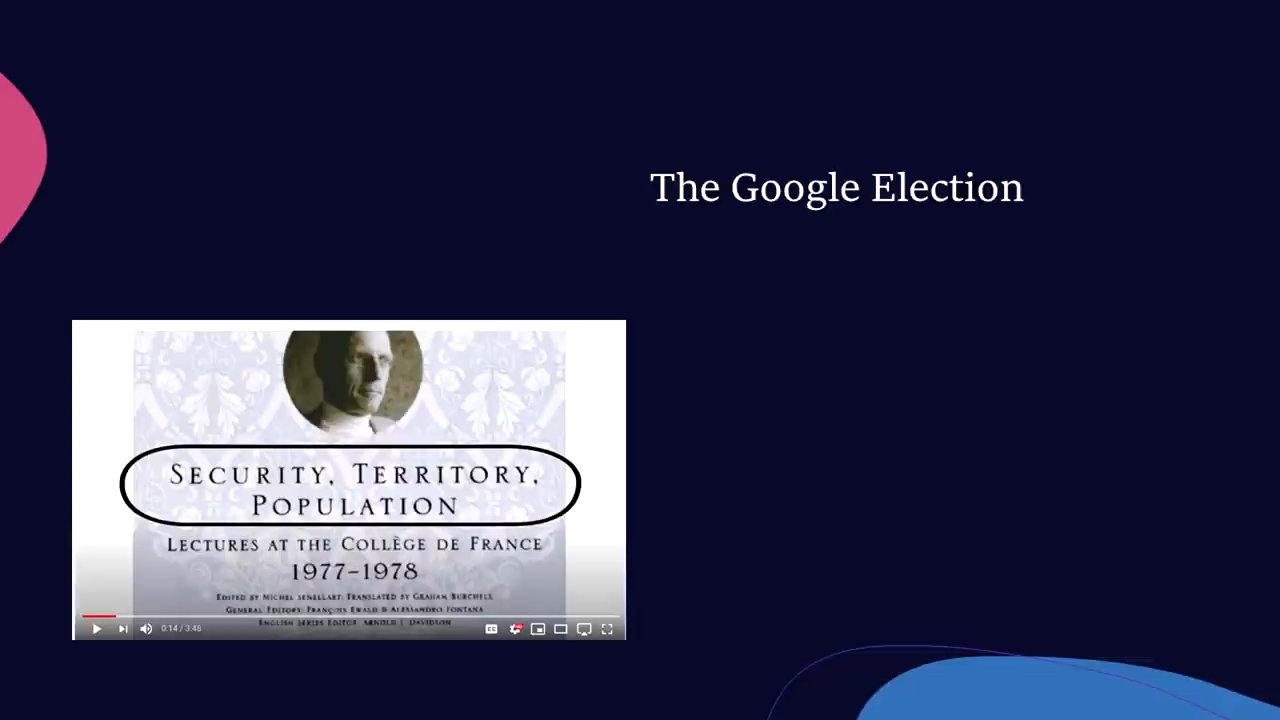 The Google Election
SECURITY, TERRITORY,
POPULATION
LECTURES AT THE COLLÈGE DE FRANCE
1977–1978
EDITED BY MICHEL SENELLART; TRANSLATED BY GRAHAM BURCHELL
GENERAL EDITORS: FRANÇOIS EWALD & ALESSANDRO FONTANA
ENGLISH SERIES EDITOR: ARNOLD I. DAVIDSON
0:14 / 3:48
CC